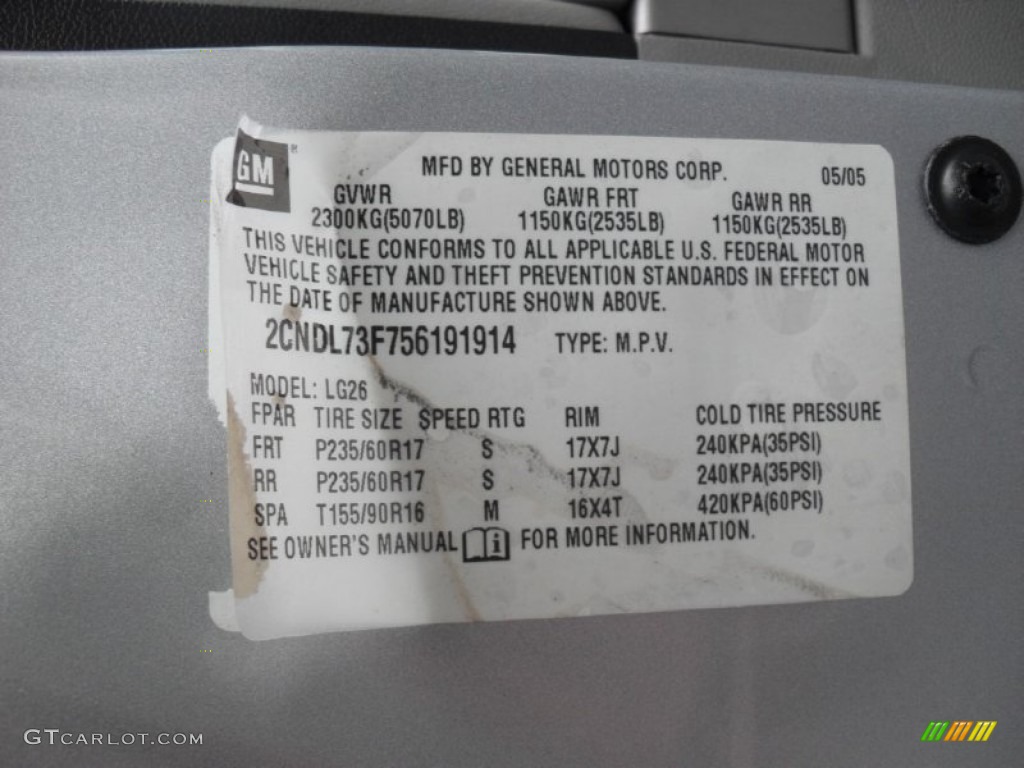 GM ®
MFD BY GENERAL MOTORS CORP. 05/05
GVWR GAWR FRT GAWR RR
2300KG(5070LB) 1150KG(2535LB) 1150KG(2535LB)
THIS VEHICLE CONFORMS TO ALL APPLICABLE U.S. FEDERAL MOTOR
VEHICLE SAFETY AND THEFT PREVENTION STANDARDS IN EFFECT ON
THE DATE OF MANUFACTURE SHOWN ABOVE.
2CNDL73F756191914 TYPE: M.P.V.
MODEL: LG26
FPAR TIRE SIZE SPEED RTG RIM COLD TIRE PRESSURE
FRT P235/60R17 S 17X7J 240KPA(35PSI)
RR P235/60R17 S 17X7J 240KPA(35PSI)
SPA T155/90R16 M 16X4T 420KPA(60PSI)
SEE OWNER'S MANUAL i FOR MORE INFORMATION.
GTCARLOT.COM